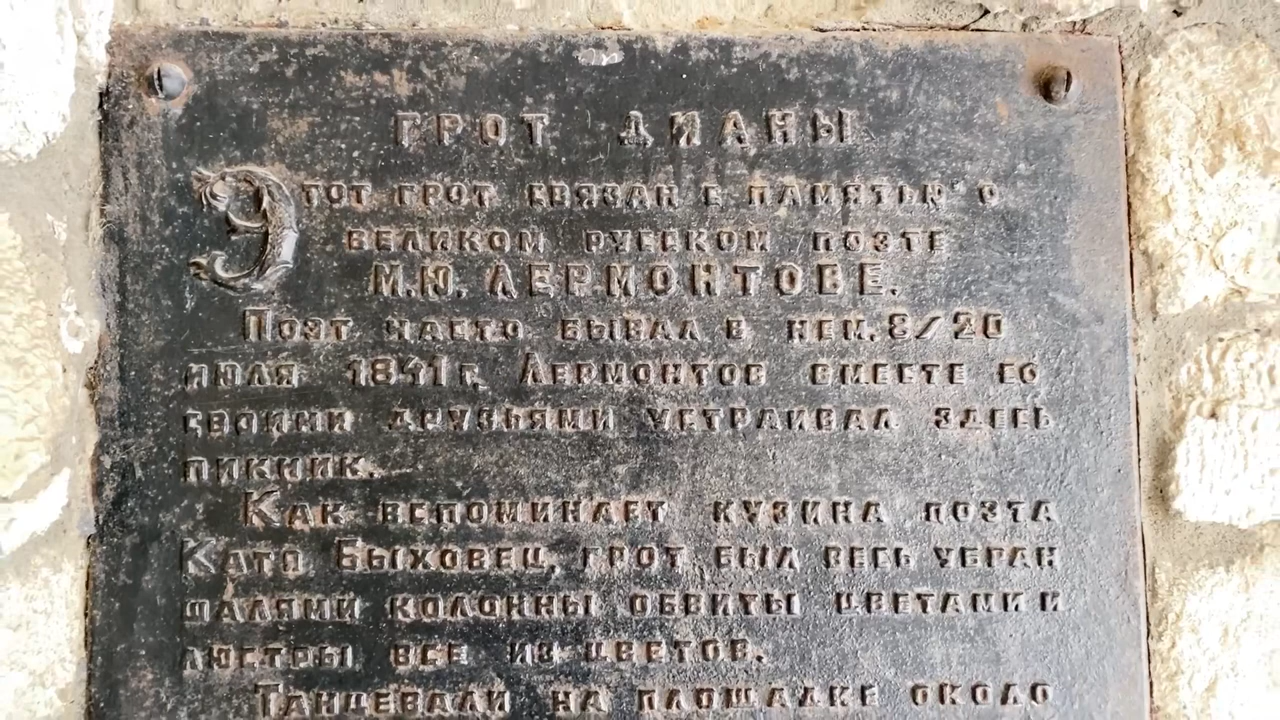 ГРОТ ДИАНЫ
ЭТОТ ГРОТ СВЯЗАН С ПАМЯТЬЮ О
ВЕЛИКОМ РУССКОМ ПОЭТЕ
М.Ю. ЛЕРМОНТОВЕ.
ПОЭТ ЧАСТО БЫВАЛ В НЕМ. 8/20
ИЮЛЯ 1841 Г. ЛЕРМОНТОВ ВМЕСТЕ СО
СВОИМИ ДРУЗЬЯМИ УСТРАИВАЛ ЗДЕСЬ
ПИКНИК.
КАК ВСПОМИНАЕТ КУЗИНА ПОЭТА
КАТЯ БЫХОВЕЦ, ГРОТ БЫЛ ВЕСЬ УБРАН
ШАЛЯМИ КОЛОННЫ ОБВИТЫ ЦВЕТАМИ И
ЛЮСТРЫ ВСЕ ИЗ ЦВЕТОВ.
ТАНЦЕВАЛИ НА ПЛОЩАДКЕ ОКОЛО